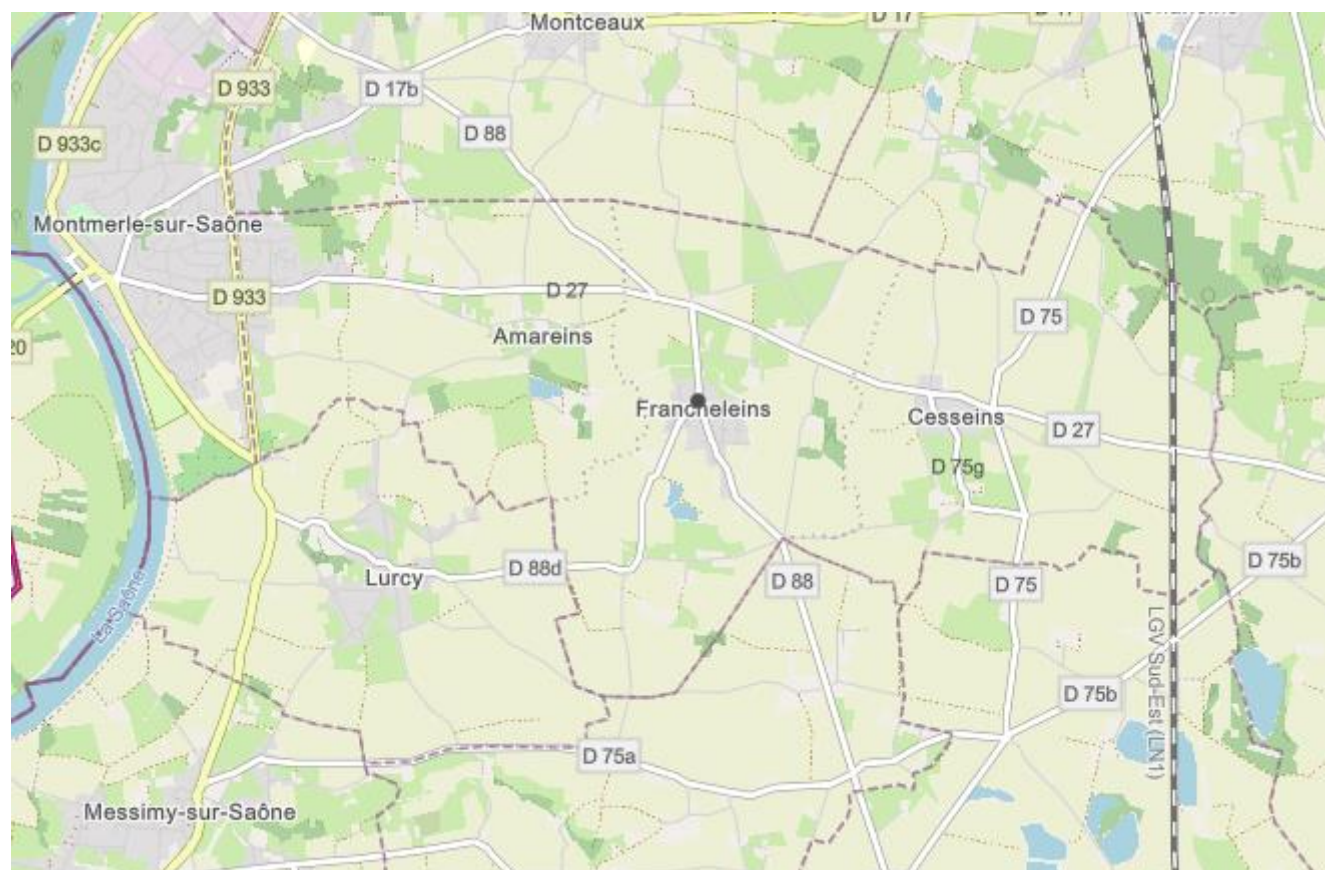 Montceaux
D 17
D 933
D 17b
D 88
D 933c
Montmerle-sur-Saône
D 933
D 27
D 75
Amareins
20
Francheleins
Cesseins
D 27
D 75g
D 88d
Lurcy
D 88
D 75
D 75b
La Saône
LGV Sud-Est (LN1)
D 75b
D 75a
Messimy-sur-Saône